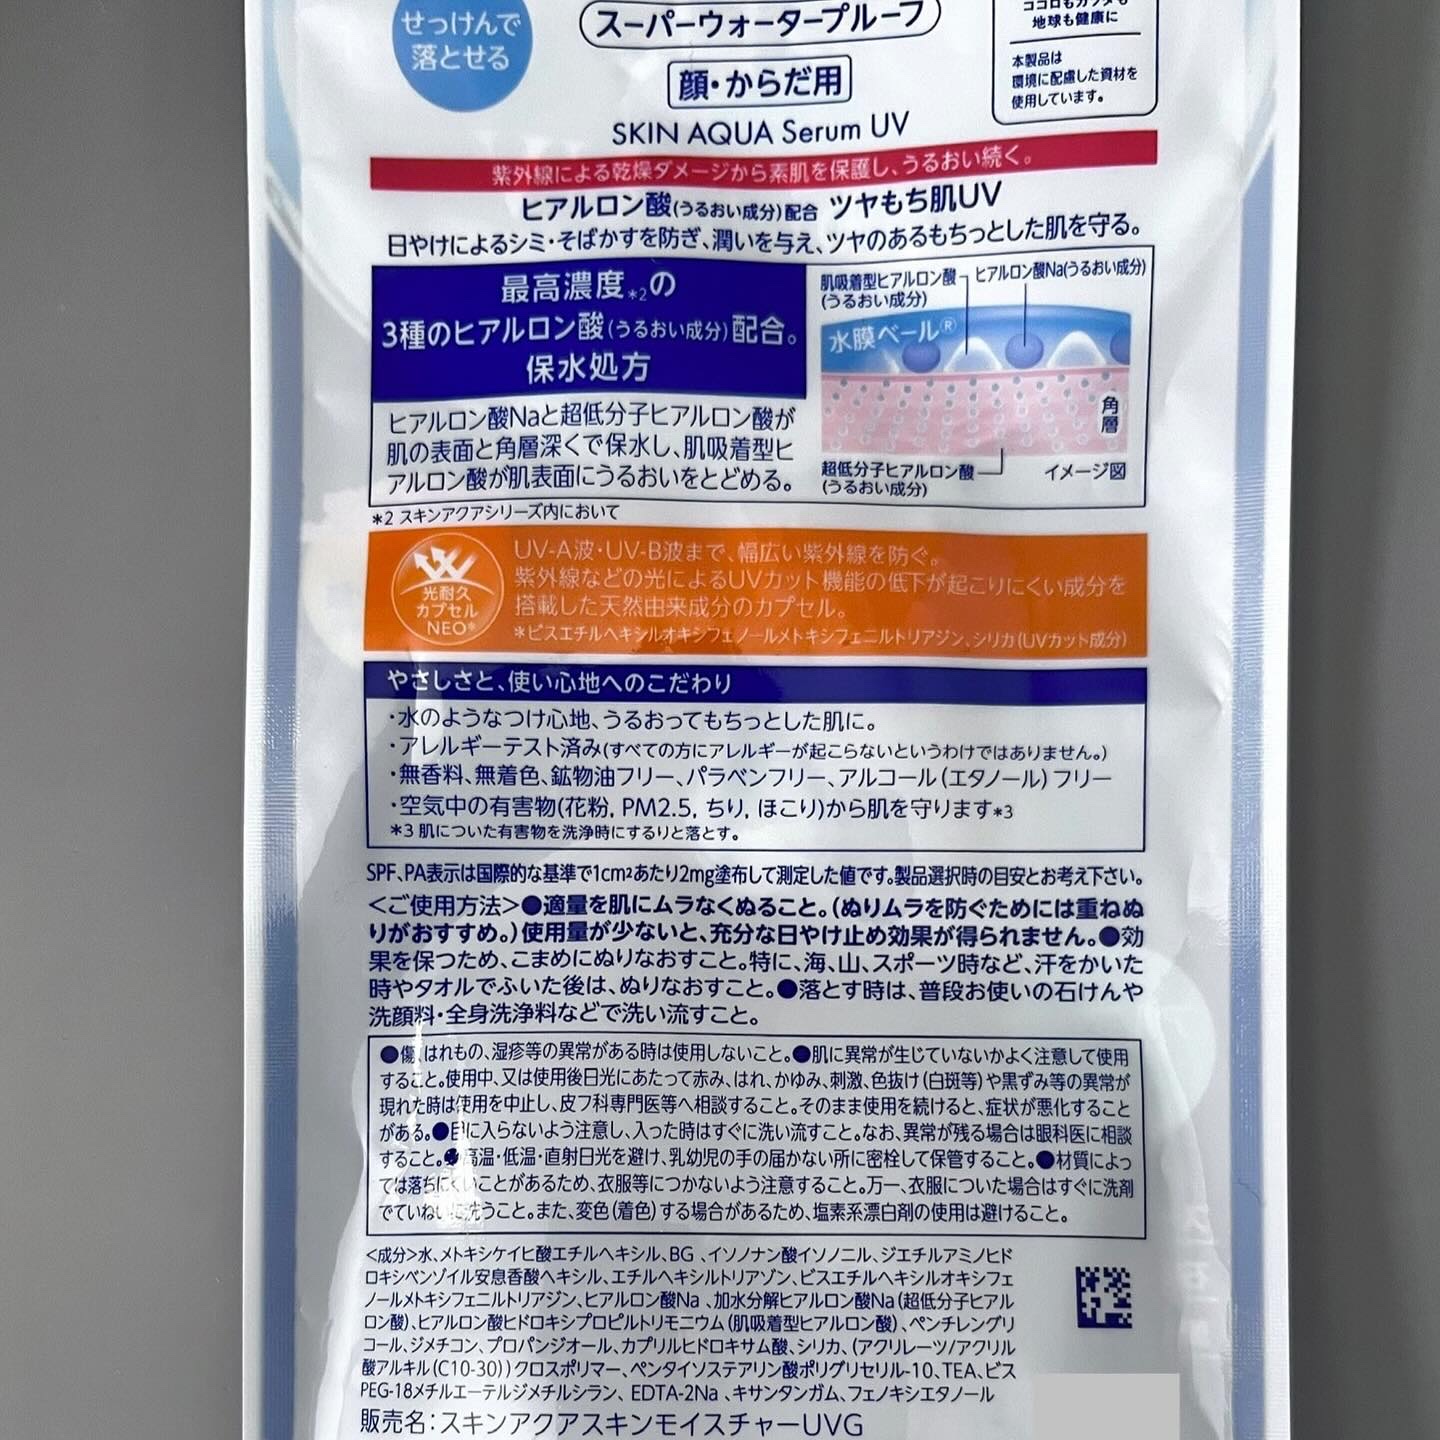 せっけんで
落とせる
スーパーウォータープルーフ
顔・からだ用
SKIN AQUA Serum UV
ココロもカラダも
地球も健康に
本製品は
環境に配慮した資材を
使用しています。
紫外線による乾燥ダメージから素肌を保護し、うるおい続く。
ヒアルロン酸(うるおい成分)配合 ツヤもち肌UV
日やけによるシミ・そばかすを防ぎ、潤いを与え、ツヤのあるもちっとした肌を守る。
最高濃度*2の
3種のヒアルロン酸(うるおい成分)配合。
保水処方
ヒアルロン酸Naと超低分子ヒアルロン酸が
肌の表面と角層深くで保水し、肌吸着型ヒ
アルロン酸が肌表面にうるおいをとどめる。
肌吸着型ヒアルロン酸
(うるおい成分)
ヒアルロン酸Na(うるおい成分)
水膜ベール®
角層
超低分子ヒアルロン酸
(うるおい成分)
イメージ図
*2 スキンアクアシリーズ内において
光耐久
カプセル
NEO*
UV-A波・UV-B波まで、幅広い紫外線を防ぐ。
紫外線などの光によるUVカット機能の低下が起こりにくい成分を
搭載した天然由来成分のカプセル。
*ビスエチルヘキシルオキシフェノールメトキシフェニルトリアジン、シリカ(UVカット成分)
やさしさと、使い心地へのこだわり
・水のようなつけ心地、うるおってもちっとした肌に。
・アレルギーテスト済み(すべての方にアレルギーが起こらないというわけではありません。)
・無香料、無着色、鉱物油フリー、パラベンフリー、アルコール(エタノール)フリー
・空気中の有害物(花粉, PM2.5, ちり, ほこり)から肌を守ります*3
*3 肌についた有害物を洗浄時にするりと落とす。
SPF、PA表示は国際的な基準で1cm²あたり2mg塗布して測定した値です。製品選択時の目安とお考え下さい。
<ご使用方法>●適量を肌にムラなくぬること。(ぬりムラを防ぐためには重ねぬ
りがおすすめ。)使用量が少ないと、充分な日やけ止め効果が得られません。●効
果を保つため、こまめにぬりなおすこと。特に、海、山、スポーツ時など、汗をかいた
時やタオルでふいた後は、ぬりなおすこと。●落とす時は、普段お使いの石けんや
洗顔料・全身洗浄料などで洗い流すこと。
●傷、はれもの、湿疹等の異常がある時は使用しないこと。●肌に異常が生じていないかよく注意して使用
すること。使用中、又は使用後日光にあたって赤み、はれ、かゆみ、刺激、色抜け(白斑等)や黒ずみ等の異常が
現れた時は使用を中止し、皮フ科専門医等へ相談すること。そのまま使用を続けると、症状が悪化すること
がある。●目に入らないよう注意し、入った時はすぐに洗い流すこと。なお、異常が残る場合は眼科医に相談
すること。●高温・低温・直射日光を避け、乳幼児の手の届かない所に密栓して保管すること。●材質によっ
ては落ちにくいことがあるため、衣服等につかないよう注意すること。万一、衣服についた場合はすぐに洗剤
でていねいに洗うこと。また、変色(着色)する場合があるため、塩素系漂白剤の使用は避けること。
<成分>水、メトキシケイヒ酸エチルヘキシル、BG、イソノナン酸イソノニル、ジエチルアミノヒド
ロキシベンゾイル安息香酸ヘキシル、エチルヘキシルトリアゾン、ビスエチルヘキシルオキシフェ
ノールメトキシフェニルトリアジン、ヒアルロン酸Na、加水分解ヒアルロン酸Na(超低分子ヒアル
ロン酸)、ヒアルロン酸ヒドロキシプロピルトリモニウム(肌吸着型ヒアルロン酸)、ペンチレングリ
コール、ジメチコン、プロパンジオール、カプリルヒドロキサム酸、シリカ、(アクリレーツ/アクリル
酸アルキル(C10-30))クロスポリマー、ペンタイソステアリン酸ポリグリセリル-10、TEA、ビス
PEG-18メチルエーテルジメチルシラン、EDTA-2Na、キサンタンガム、フェノキシエタノール
販売名：スキンアクアスキンモイスチャーUVG